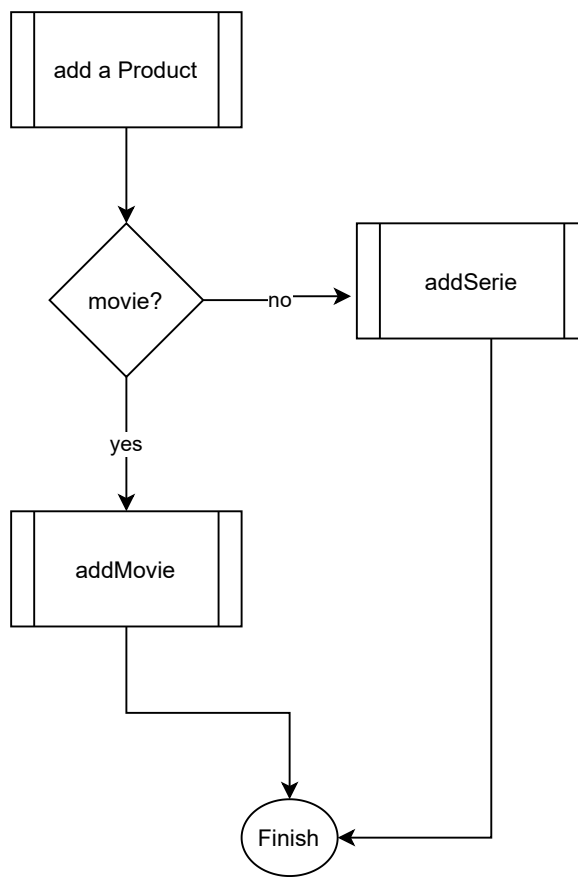 add a Product
movie?
no
addSerie
yes
addMovie
Finish